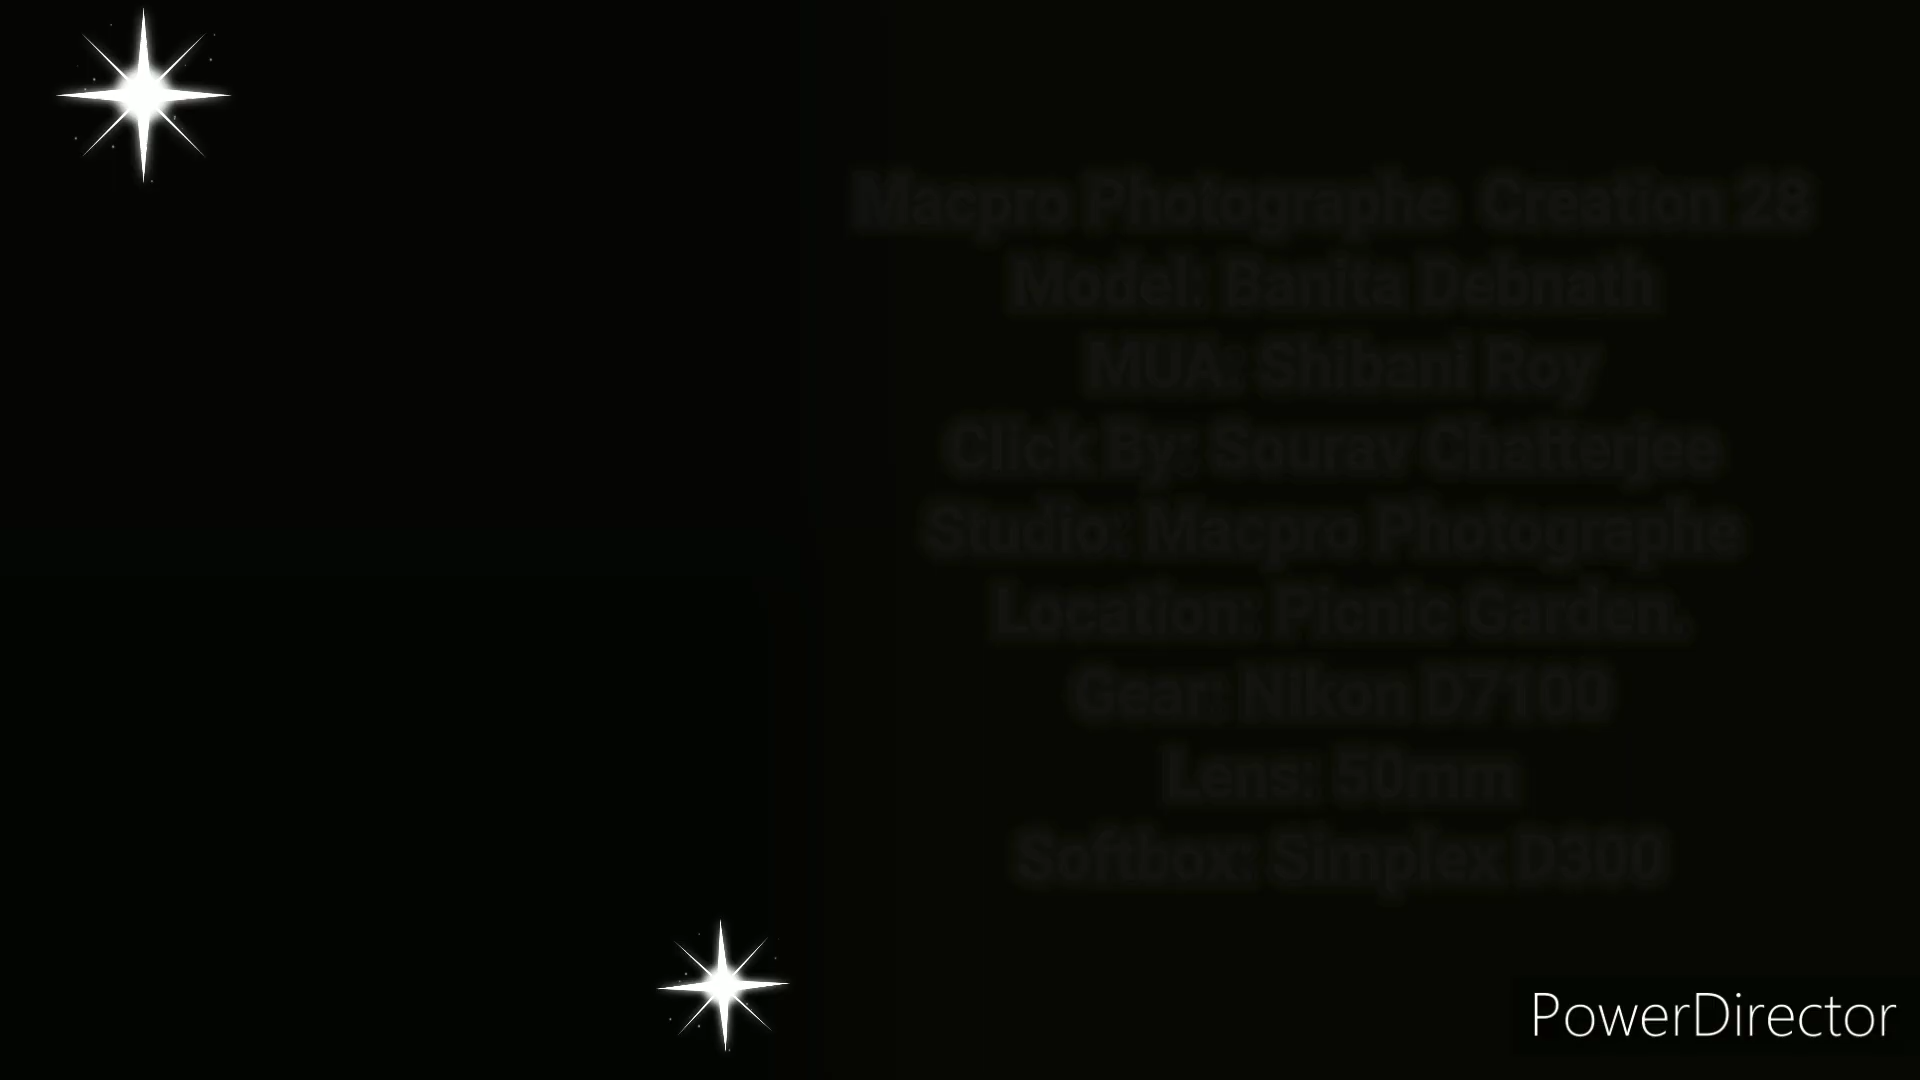 Macpro Photographe Creation 28
Model: Banita Debnath
MUA: Shibani Roy
Click By: Sourav Chatterjee
Studio: Macpro Photographe
Location: Picnic Garden.
Gear: Nikon D7100
Lens: 50mm
Softbox: Simplex D300
PowerDirector